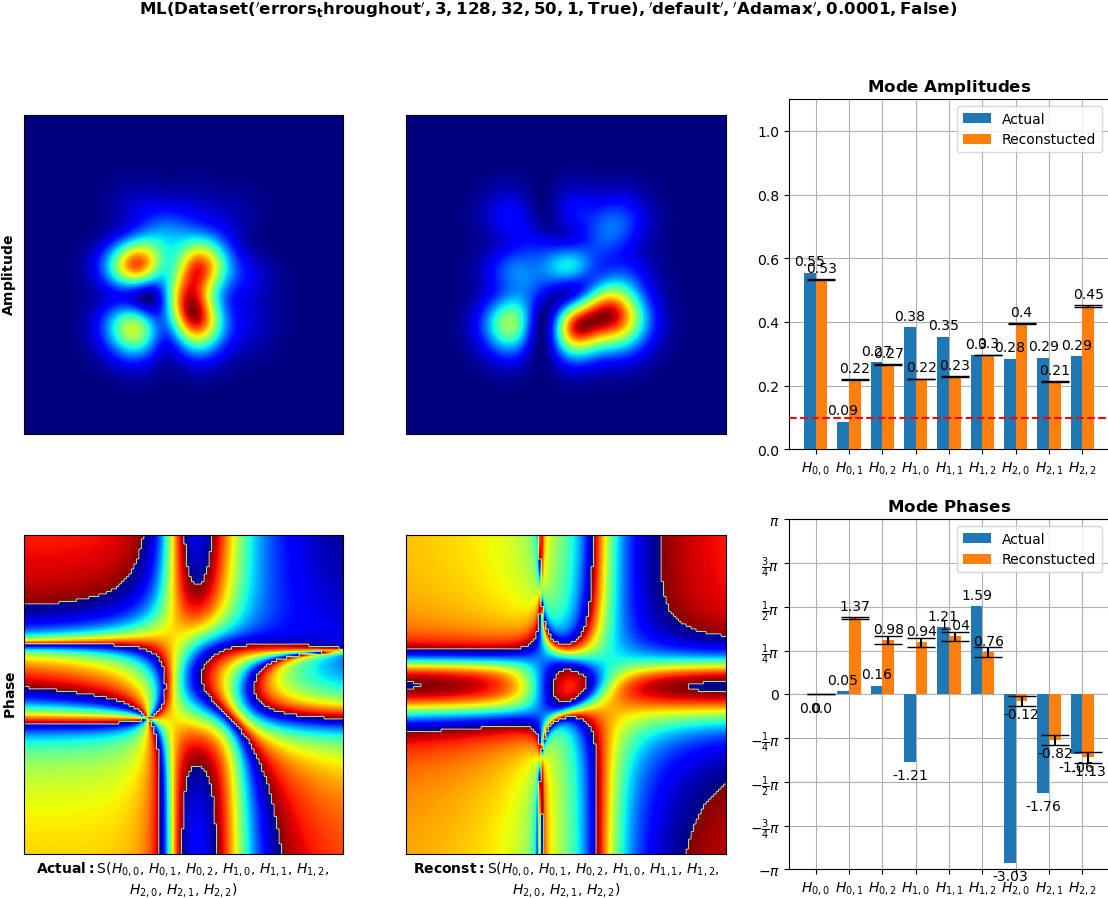 ML(Dataset('errors_throughout', 3, 128, 32, 50, 1, True), 'default', 'Adamax', 0.0001, False)
Amplitude
Mode Amplitudes
Actual
Reconstucted
1.0
0.8
0.6
0.4
0.2
0.0
0.55
0.53
0.09
0.22
0.27
0.27
0.38
0.22
0.35
0.23
0.3
0.3
0.28
0.4
0.29
0.21
0.29
0.45
H0,0 H0,1 H0,2 H1,0 H1,1 H1,2 H2,0 H2,1 H2,2
Phase
Mode Phases
Actual
Reconstucted
π
3/4π
1/2π
1/4π
0
−1/4π
−1/2π
−3/4π
−π
0.0
0.0
0.05
1.37
0.16
0.98
-1.21
0.94
1.21
1.04
1.59
0.76
-3.03
-0.12
-1.76
-0.82
-1.06
-1.13
H0,0 H0,1 H0,2 H1,0 H1,1 H1,2 H2,0 H2,1 H2,2
Actual: S(H0,0, H0,1, H0,2, H1,0, H1,1, H1,2,
H2,0, H2,1, H2,2)
Reconst: S(H0,0, H0,1, H0,2, H1,0, H1,1, H1,2,
H2,0, H2,1, H2,2)